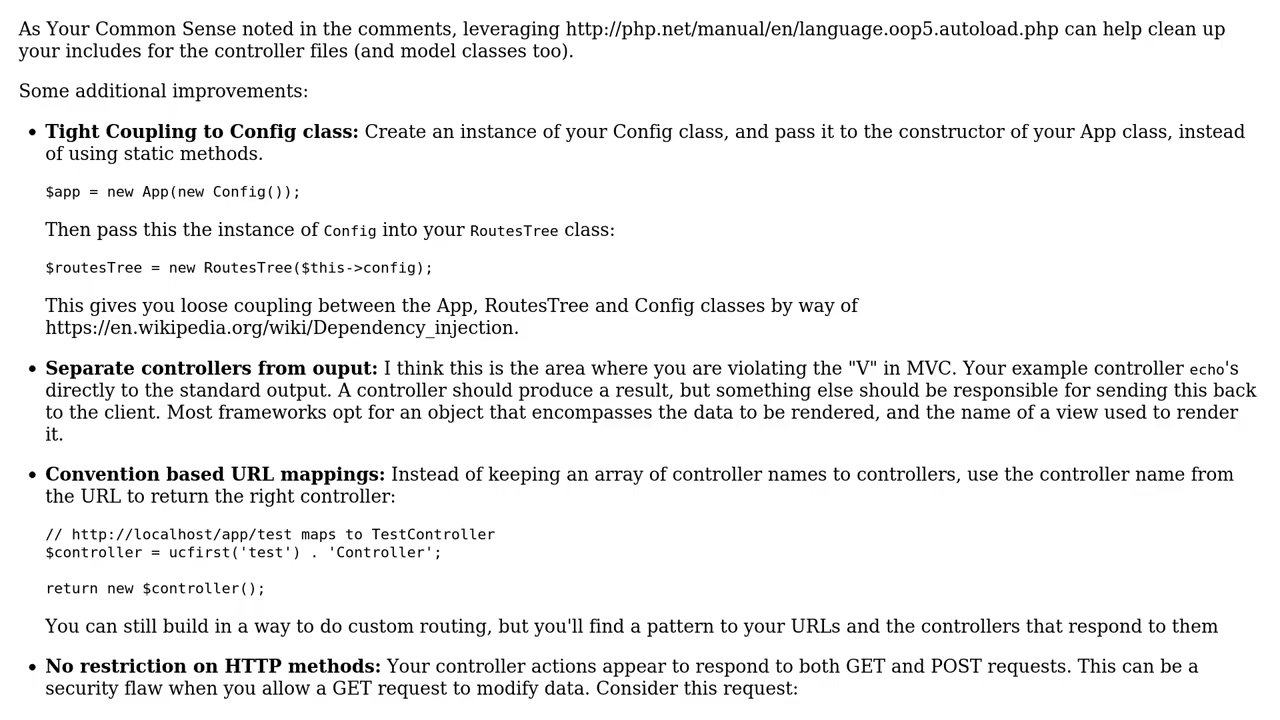 As Your Common Sense noted in the comments, leveraging http://php.net/manual/en/language.oop5.autoload.php can help clean up
your includes for the controller files (and model classes too).
Some additional improvements:
• Tight Coupling to Config class: Create an instance of your Config class, and pass it to the constructor of your App class, instead
of using static methods.
$app = new App(new Config());
Then pass this the instance of Config into your RoutesTree class:
$routesTree = new RoutesTree($this->config);
This gives you loose coupling between the App, RoutesTree and Config classes by way of
https://en.wikipedia.org/wiki/Dependency_injection.
• Separate controllers from ouput: I think this is the area where you are violating the "V" in MVC. Your example controller echo's
directly to the standard output. A controller should produce a result, but something else should be responsible for sending this back
to the client. Most frameworks opt for an object that encompasses the data to be rendered, and the name of a view used to render
it.
• Convention based URL mappings: Instead of keeping an array of controller names to controllers, use the controller name from
the URL to return the right controller:
// http://localhost/app/test maps to TestController
$controller = ucfirst('test') . 'Controller';
return new $controller();
You can still build in a way to do custom routing, but you'll find a pattern to your URLs and the controllers that respond to them
• No restriction on HTTP methods: Your controller actions appear to respond to both GET and POST requests. This can be a
security flaw when you allow a GET request to modify data. Consider this request: